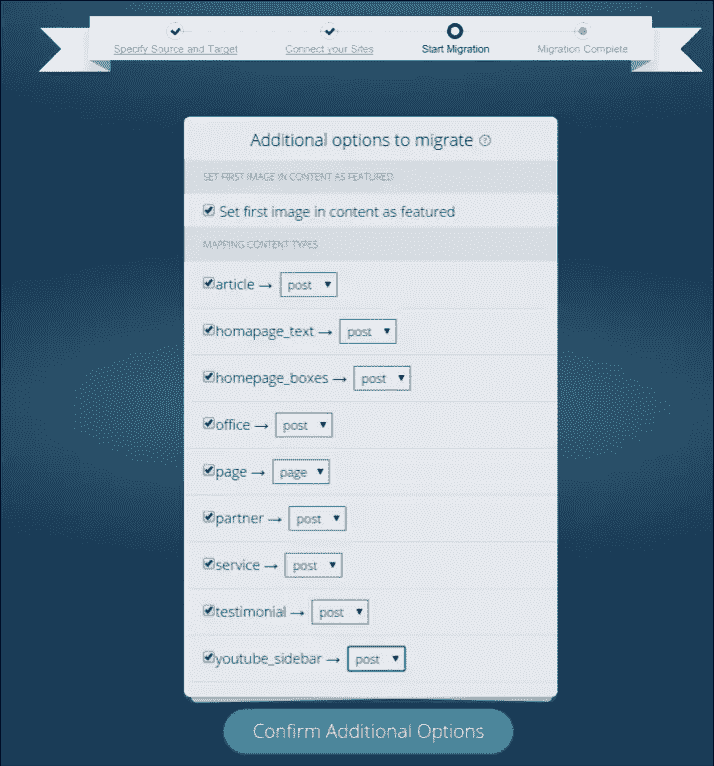 Specify Source and Target
Connect your Sites
Start Migration
Migration Complete
Additional options to migrate ?
SET FIRST IMAGE IN CONTENT AS FEATURED
Set first image in content as featured
MAPPING CONTENT TYPES
article → post
homapage_text → post
homepage_boxes → post
office → post
page → page
partner → post
service → post
testimonial → post
youtube_sidebar → post
Confirm Additional Options